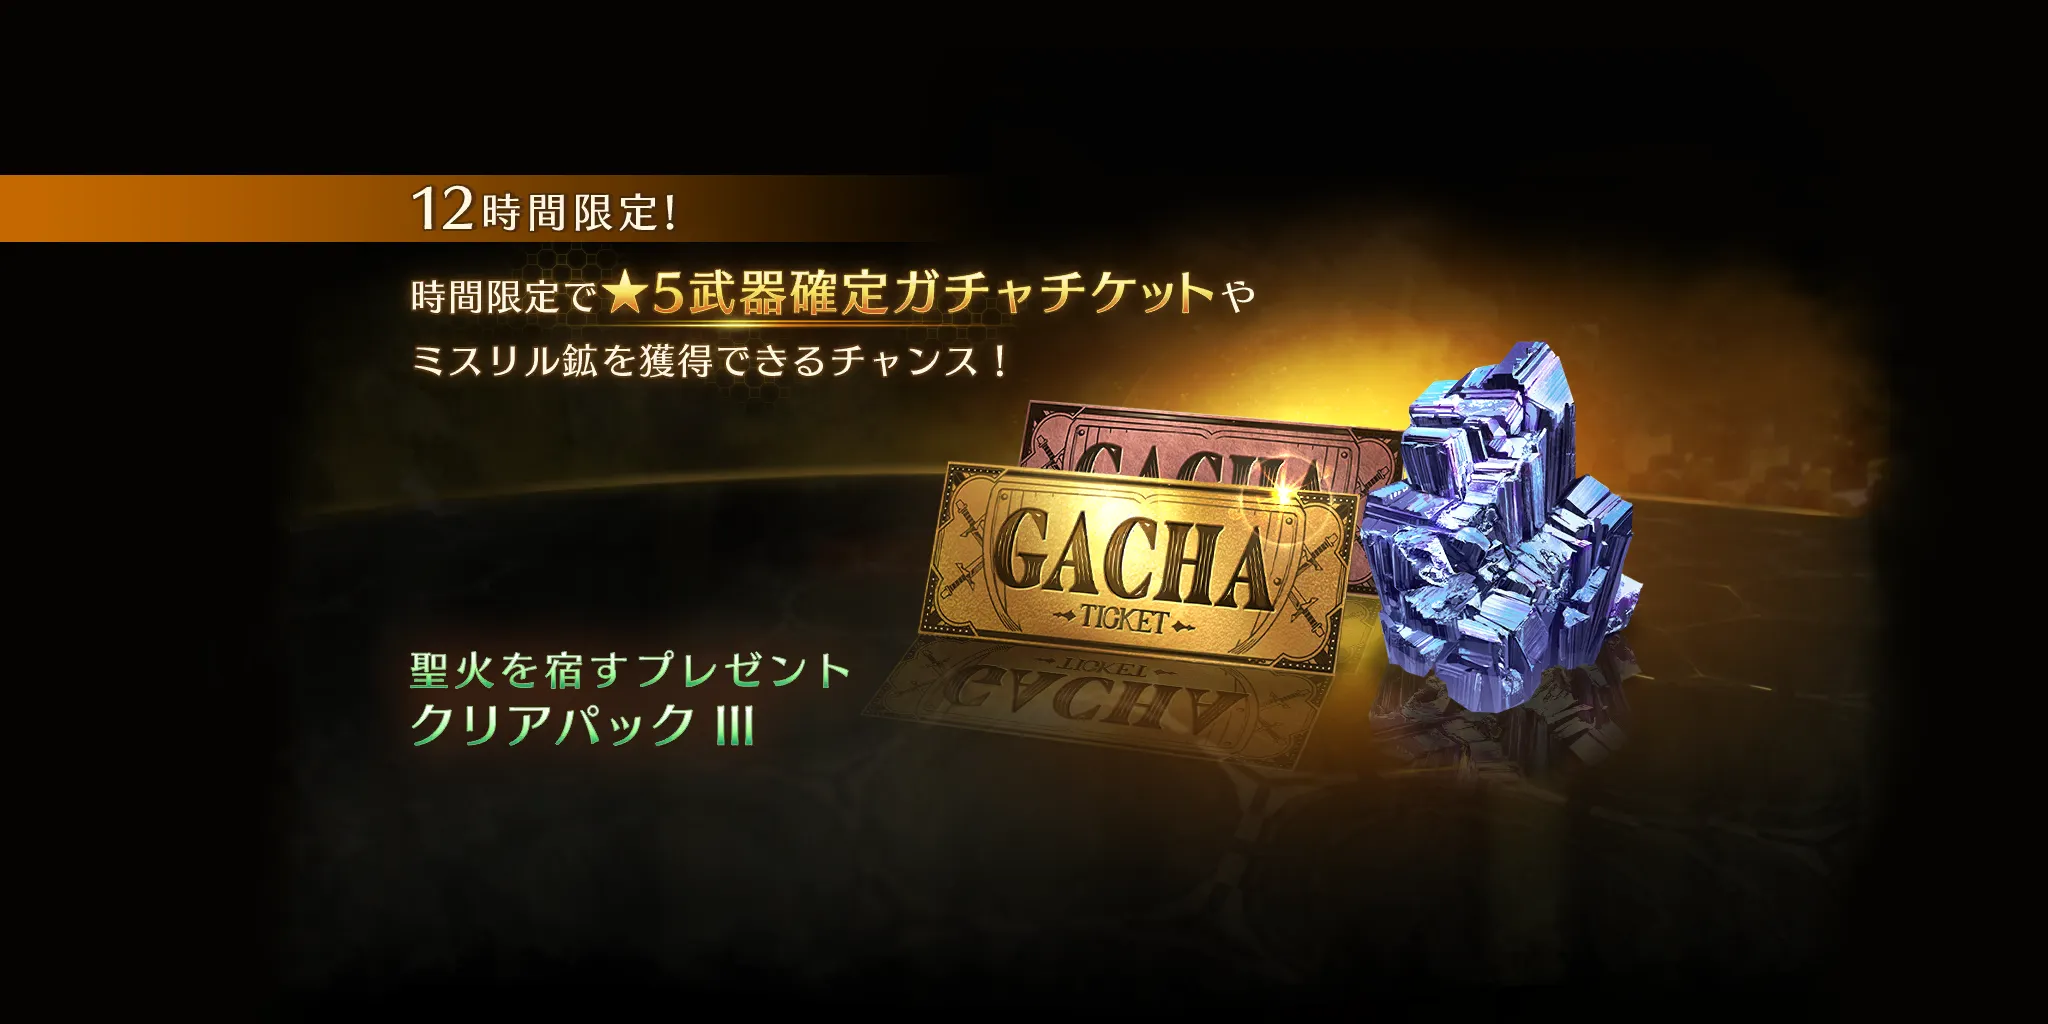 12時間限定!
時間限定で★5武器確定ガチャチケットや
ミスリル鉱を獲得できるチャンス！
GACHA
GACHA
TICKET
聖火を宿すプレゼント
クリアパック III